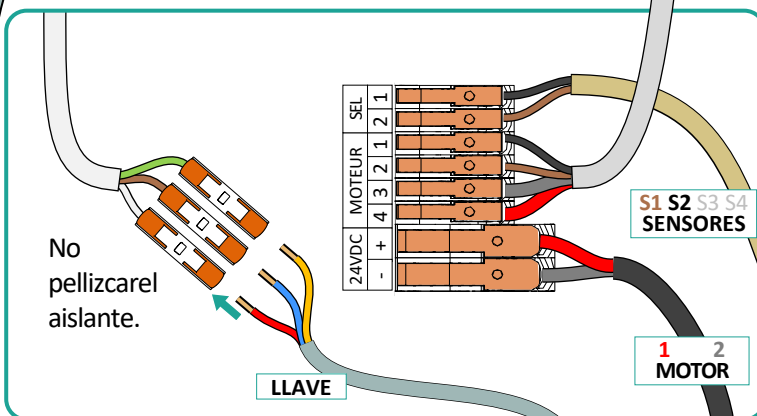 SEL
1
2
MOTEUR
1
2
3
4
24VDC
+
-
S1 S2 S3 S4
SENSORES
No
pellizcarel
aislante.
1 2
MOTOR
LLAVE